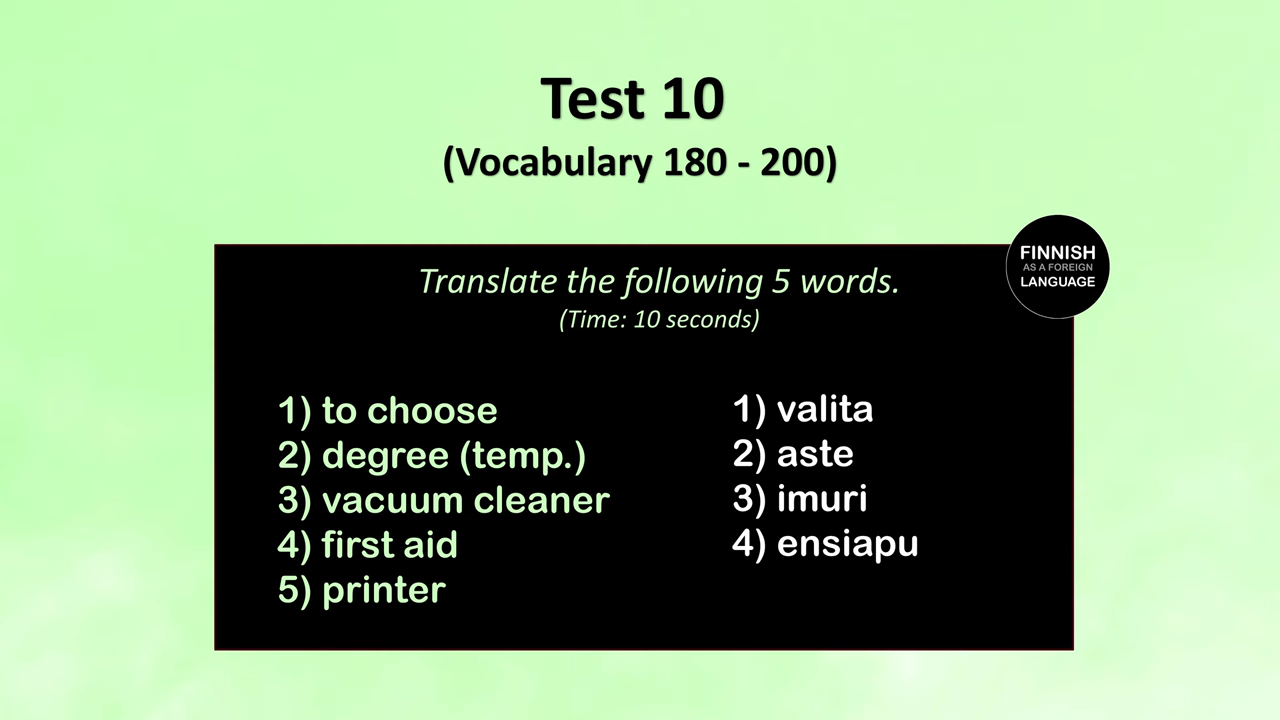 Test 10
(Vocabulary 180 - 200)
FINNISH
AS A FOREIGN
LANGUAGE
Translate the following 5 words.
(Time: 10 seconds)
1) to choose
2) degree (temp.)
3) vacuum cleaner
4) first aid
5) printer
1) valita
2) aste
3) imuri
4) ensiapu